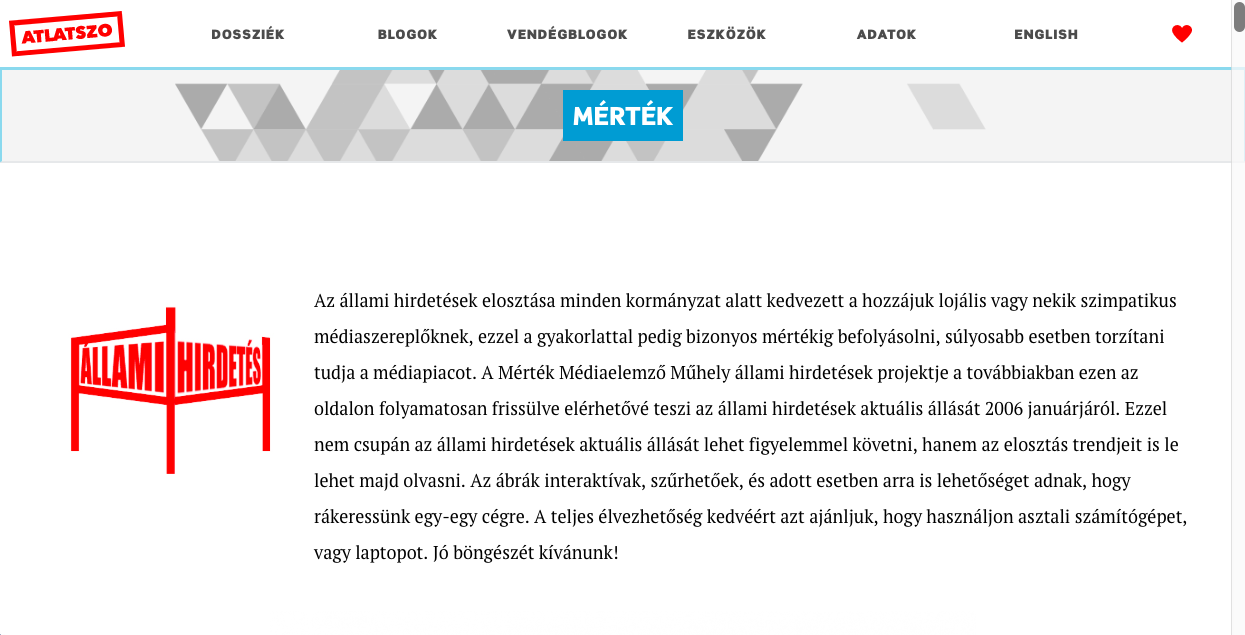 ATLATSZO
DOSSZIÉK
BLOGOK
VENDÉGBLOGOK
ESZKÖZÖK
ADATOK
ENGLISH
MÉRTÉK
ÁLLAMI HIRDETÉS
Az állami hirdetések elosztása minden kormányzat alatt kedvezett a hozzájuk lojális vagy nekik szimpatikus
médiaszereplőknek, ezzel a gyakorlattal pedig bizonyos mértékig befolyásolni, súlyosabb esetben torzítani
tudja a médiapiacot. A Mérték Médiaelemző Műhely állami hirdetések projektje a továbbiakban ezen az
oldalon folyamatosan frissülve elérhetővé teszi az állami hirdetések aktuális állását 2006 januárjáról. Ezzel
nem csupán az állami hirdetések aktuális állását lehet figyelemmel követni, hanem az elosztás trendjeit is le
lehet majd olvasni. Az ábrák interaktívak, szűrhetőek, és adott esetben arra is lehetőséget adnak, hogy
rákeressünk egy-egy cégre. A teljes élvezhetőség kedvéért azt ajánljuk, hogy használjon asztali számítógépet,
vagy laptopot. Jó böngészét kívánunk!